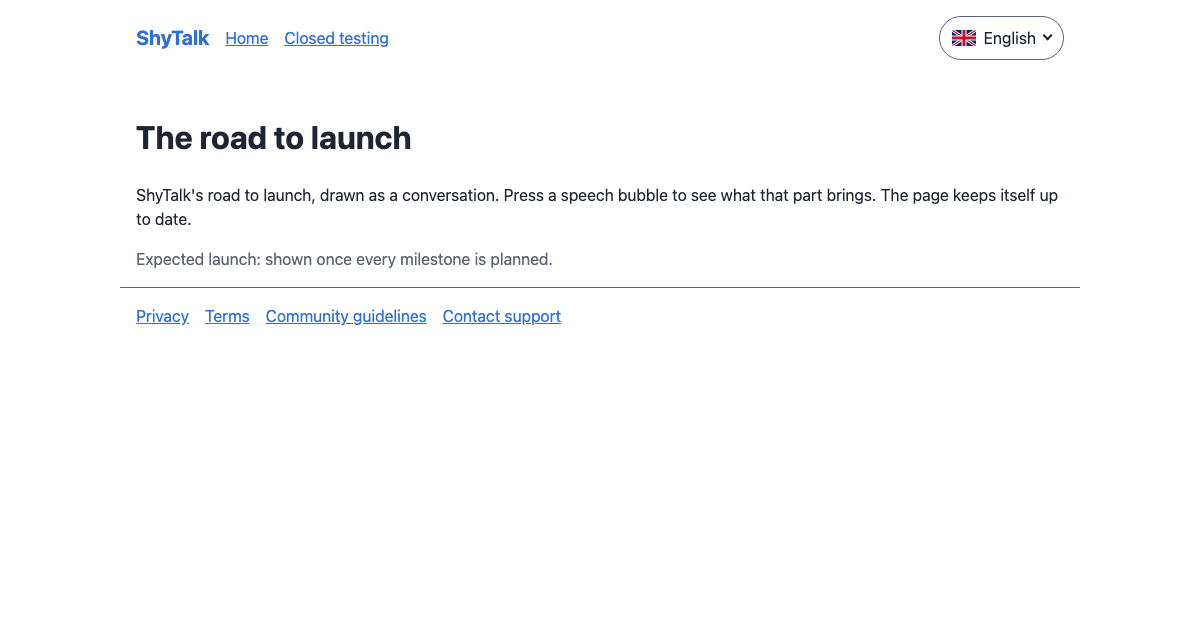 ShyTalk Home Closed testing English
The road to launch
ShyTalk's road to launch, drawn as a conversation. Press a speech bubble to see what that part brings. The page keeps itself up
to date.
Expected launch: shown once every milestone is planned.
Privacy Terms Community guidelines Contact support